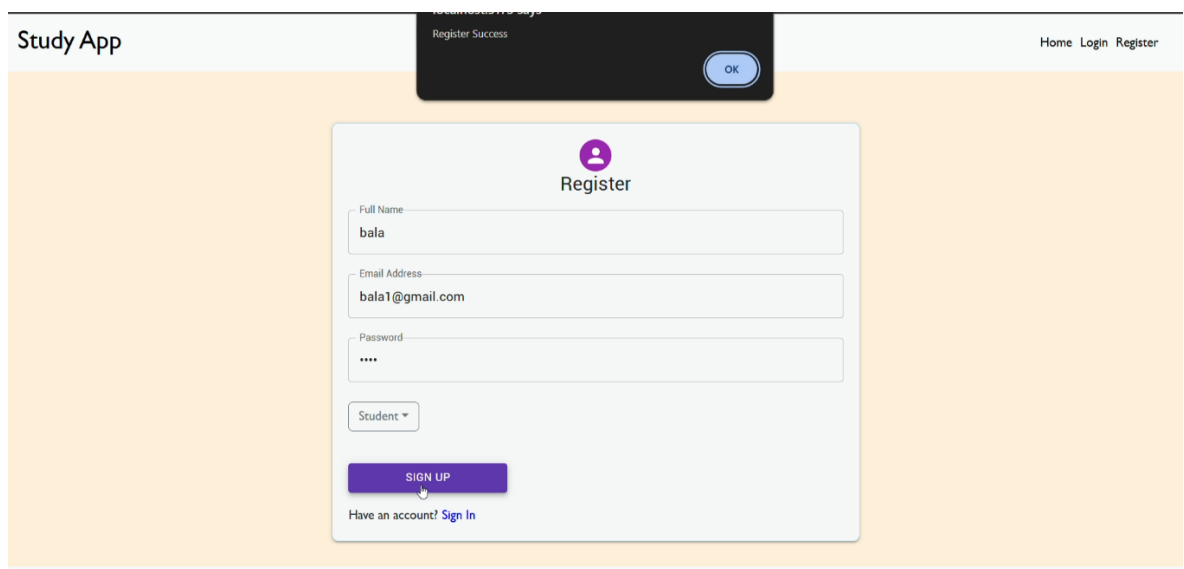 Study App
Register Success
OK
Home Login Register
Register
Full Name
bala
Email Address
bala1@gmail.com
Password
••••
Student
SIGN UP
Have an account? Sign In